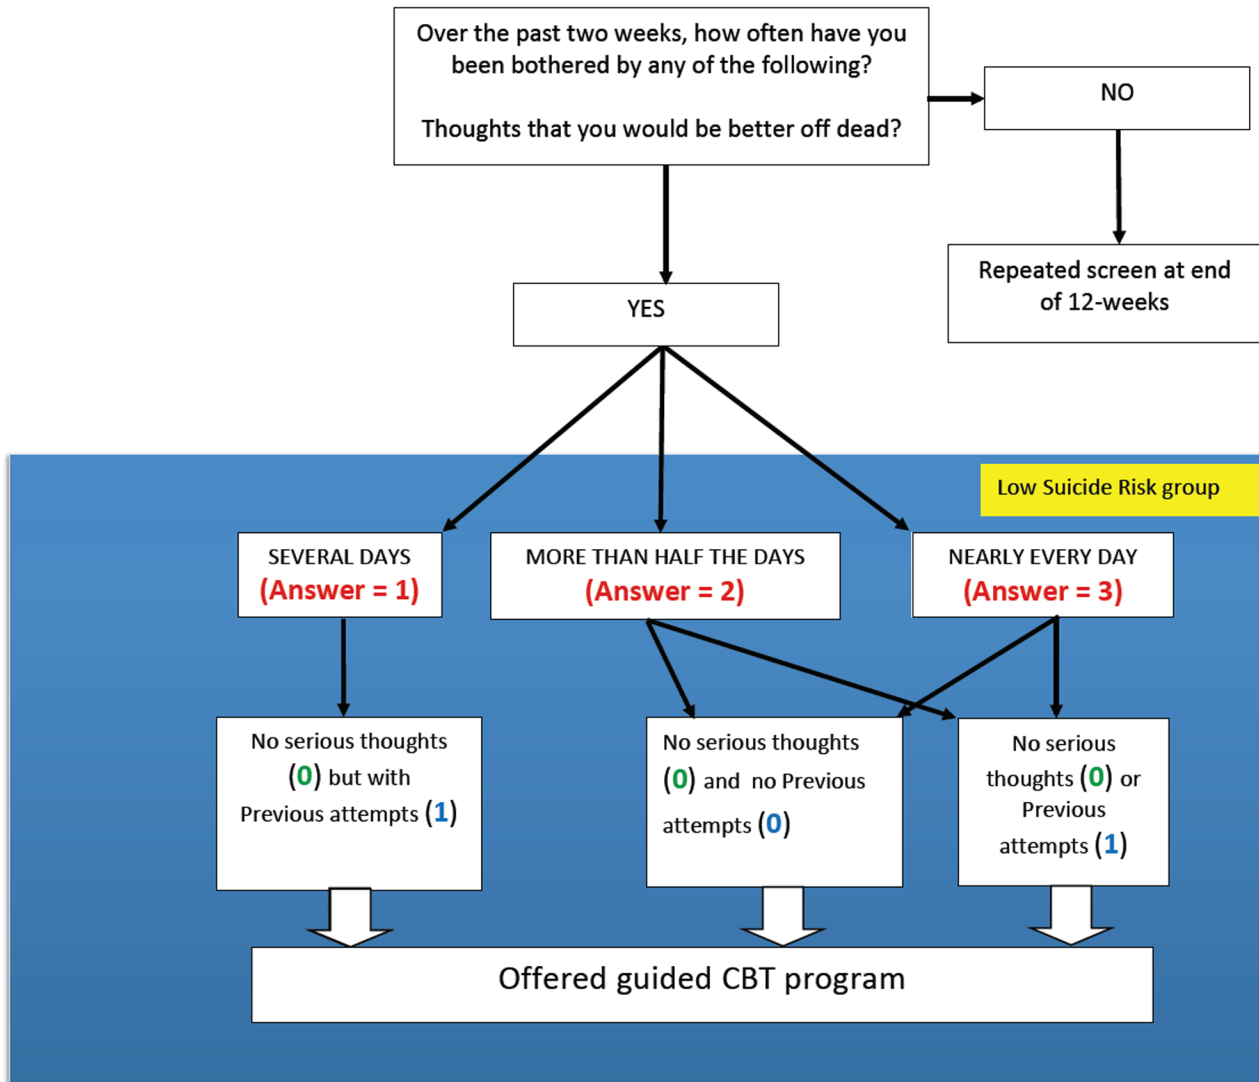 Over the past two weeks, how often have you
been bothered by any of the following?
Thoughts that you would be better off dead?
NO
Repeated screen at end
of 12-weeks
YES
Low Suicide Risk group
SEVERAL DAYS
(Answer = 1)
MORE THAN HALF THE DAYS
(Answer = 2)
NEARLY EVERY DAY
(Answer = 3)
No serious thoughts
(0) but with
Previous attempts (1)
No serious thoughts
(0) and no Previous
attempts (0)
No serious
thoughts (0) or
Previous
attempts (1)
Offered guided CBT program